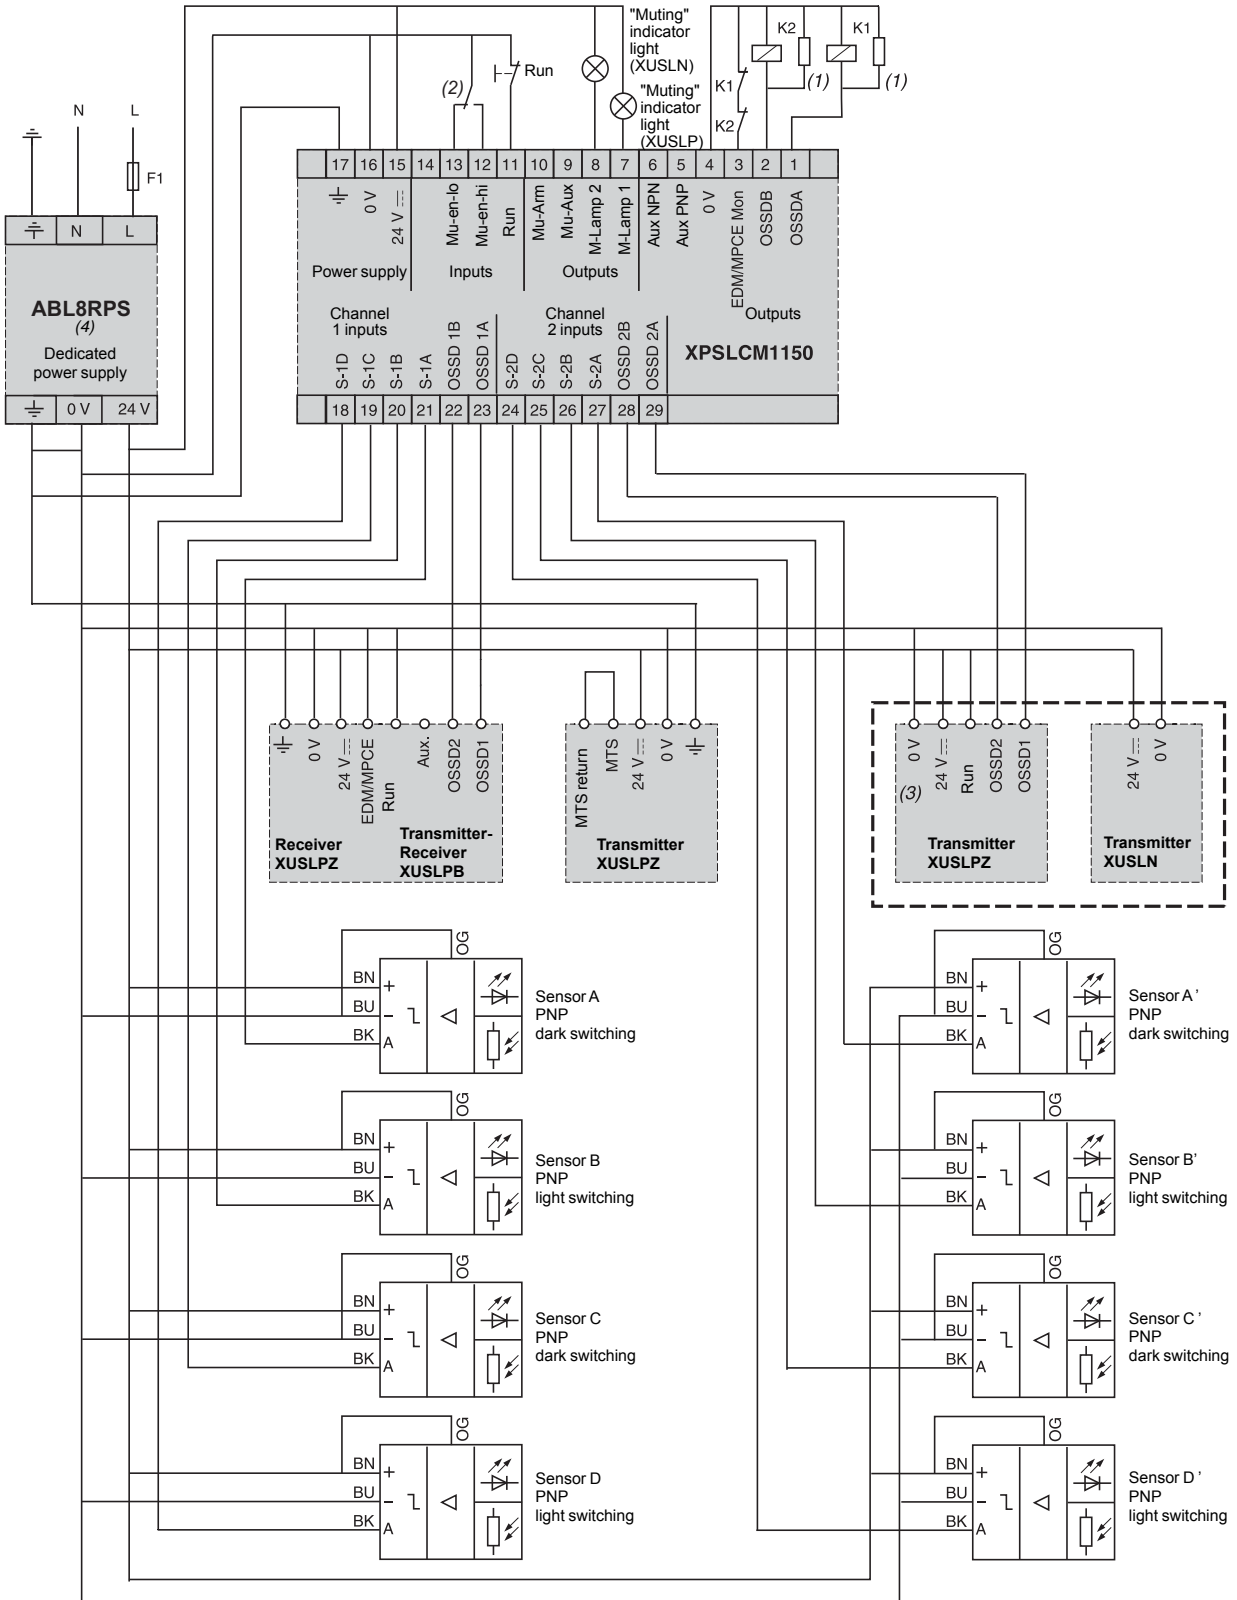 "Muting"
indicator
light
(XUSLN)
"Muting"
indicator
light
(XUSLP)
Run
(2)
K2
K1
K1
K2
(1)
(1)
N
L
F1
N
L
ABL8RPS
(4)
Dedicated
power supply
0 V
24 V
17
16
15
14
13
12
11
10
9
8
7
6
5
4
3
2
1
0 V
24 V
Mu-en-lo
Mu-en-hi
Run
Mu-Arm
Mu-Aux
M-Lamp 2
M-Lamp 1
Aux NPN
Aux PNP
0 V
EDM/MPCE Mon
OSSDB
OSSDA
Power supply
Inputs
Outputs
Outputs
Channel
1 inputs
Channel
2 inputs
XPSLCM1150
S-1D
S-1C
S-1B
S-1A
OSSD 1B
OSSD 1A
S-2D
S-2C
S-2B
S-2A
OSSD 2B
OSSD 2A
18
19
20
21
22
23
24
25
26
27
28
29
0 V
24 V
EDM/MPCE
Run
Aux.
OSSD2
OSSD1
Receiver
XUSLPZ
Transmitter-
Receiver
XUSLPB
MTS return
MTS
24 V
0 V
Transmitter
XUSLPZ
0 V
(3)
24 V
Run
OSSD2
OSSD1
Transmitter
XUSLPZ
24 V
0 V
Transmitter
XUSLN
OG
BN
+
BU
-
BK
A
Sensor A
PNP
dark switching
OG
BN
+
BU
-
BK
A
Sensor A '
PNP
dark switching
OG
BN
+
BU
-
BK
A
Sensor B
PNP
light switching
OG
BN
+
BU
-
BK
A
Sensor B'
PNP
light switching
OG
BN
+
BU
-
BK
A
Sensor C
PNP
dark switching
OG
BN
+
BU
-
BK
A
Sensor C '
PNP
dark switching
OG
BN
+
BU
-
BK
A
Sensor D
PNP
light switching
OG
BN
+
BU
-
BK
A
Sensor D '
PNP
light switching